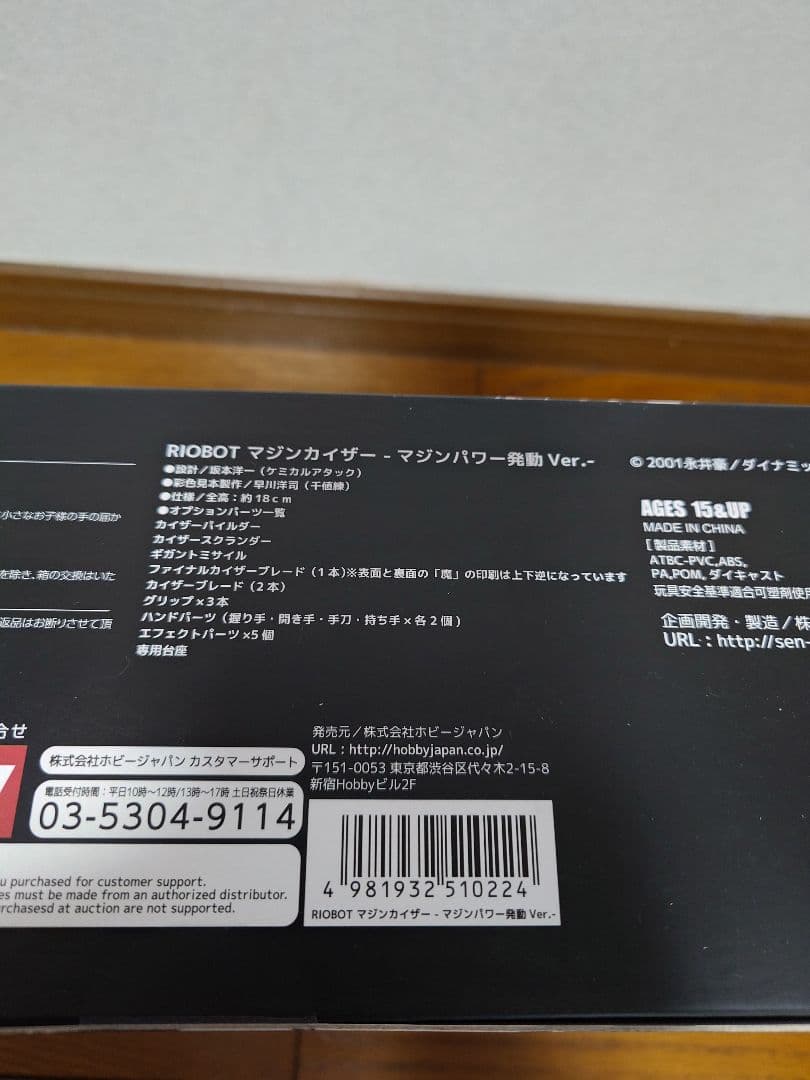 RIOBOT マジンカイザー - マジンパワー発動 Ver.-
●設計／坂本洋一（ケミカルアタック）
●彩色見本製作／早川洋司（千値練）
●仕様／全高：約18cm
●オプションパーツ一覧
カイザーパイルダー
カイザースクランダー
ギガントミサイル
ファイナルカイザーブレード（1本）※表面と裏面の「魔」の印刷は上下逆になっています
カイザーブレード（2本）
グリップ×3本
ハンドパーツ（握り手・開き手・手刀・持ち手×各2個）
エフェクトパーツ×5個
専用台座
小さなお子様の手の届か
を除き、箱の交換はいた
返品はお断りさせて頂
© 2001永井豪／ダイナミッ
AGES 15&UP
MADE IN CHINA
［製品素材］
ATBC-PVC,ABS,
PA,POM,ダイキャスト
玩具安全基準適合可塑剤使
企画開発・製造／株
URL：http://sen-
合せ
株式会社ホビージャパン カスタマーサポート
電話受付時間：平日10時〜12時/13時〜17時 土日祝祭日休業
03-5304-9114
u purchased for customer support.
es must be made from an authorized distributor.
rchasesd at auction are not supported.
発売元／株式会社ホビージャパン
URL：http://hobbyjapan.co.jp/
〒151-0053 東京都渋谷区代々木2-15-8
新宿Hobbyビル2F
4 981932 510224
RIOBOT マジンカイザー - マジンパワー発動 Ver.-